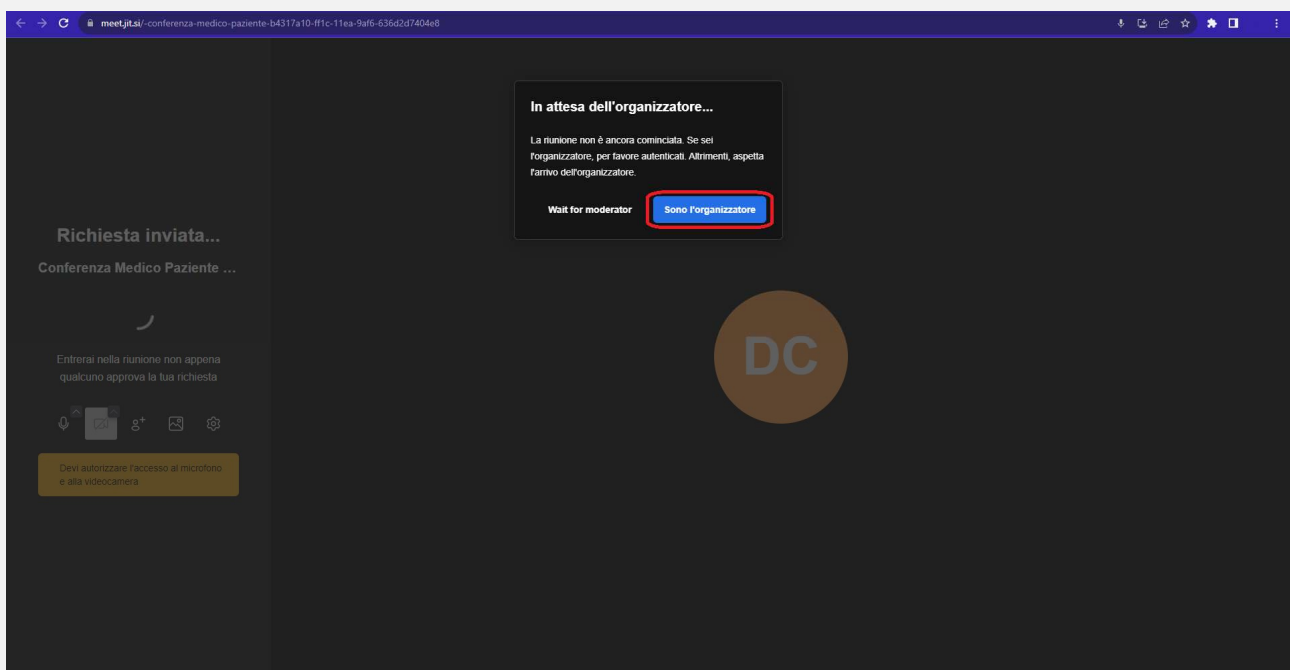 meet.jit.si/-conferenza-medico-paziente-b4317a10-ff1c-11ea-9af6-636d2d7404e8
In attesa dell'organizzatore...
La riunione non è ancora cominciata. Se sei
l'organizzatore, per favore autenticati. Altrimenti, aspetta
l'arrivo dell'organizzatore.
Wait for moderator
Sono l'organizzatore
Richiesta inviata...
Conferenza Medico Paziente ...
Entrerai nella riunione non appena
qualcuno approva la tua richiesta
Devi autorizzare l'accesso al microfono
e alla videocamera
DC